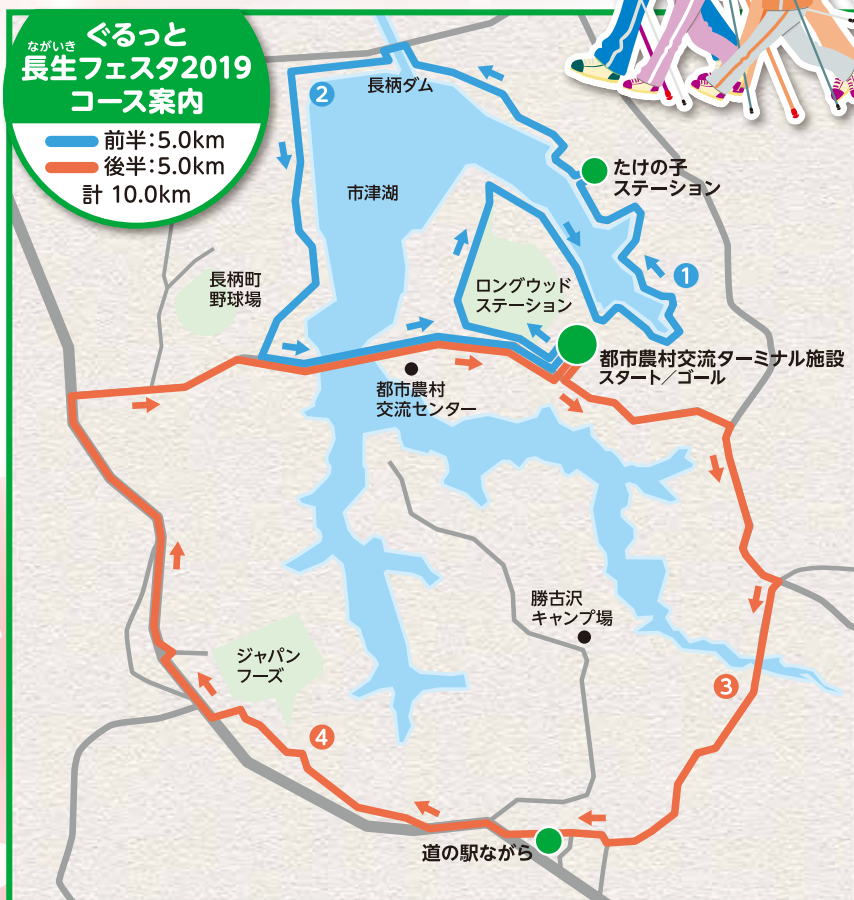 ぐるっと
ながいき
長生フェスタ2019
コース案内
前半:5.0km
後半:5.0km
計 10.0km
2
長柄ダム
たけの子
ステーション
市津湖
1
長柄町
野球場
ロングウッド
ステーション
都市農村交流ターミナル施設
スタート/ゴール
都市農村
交流センター
勝古沢
キャンプ場
ジャパン
フーズ
3
4
道の駅ながら